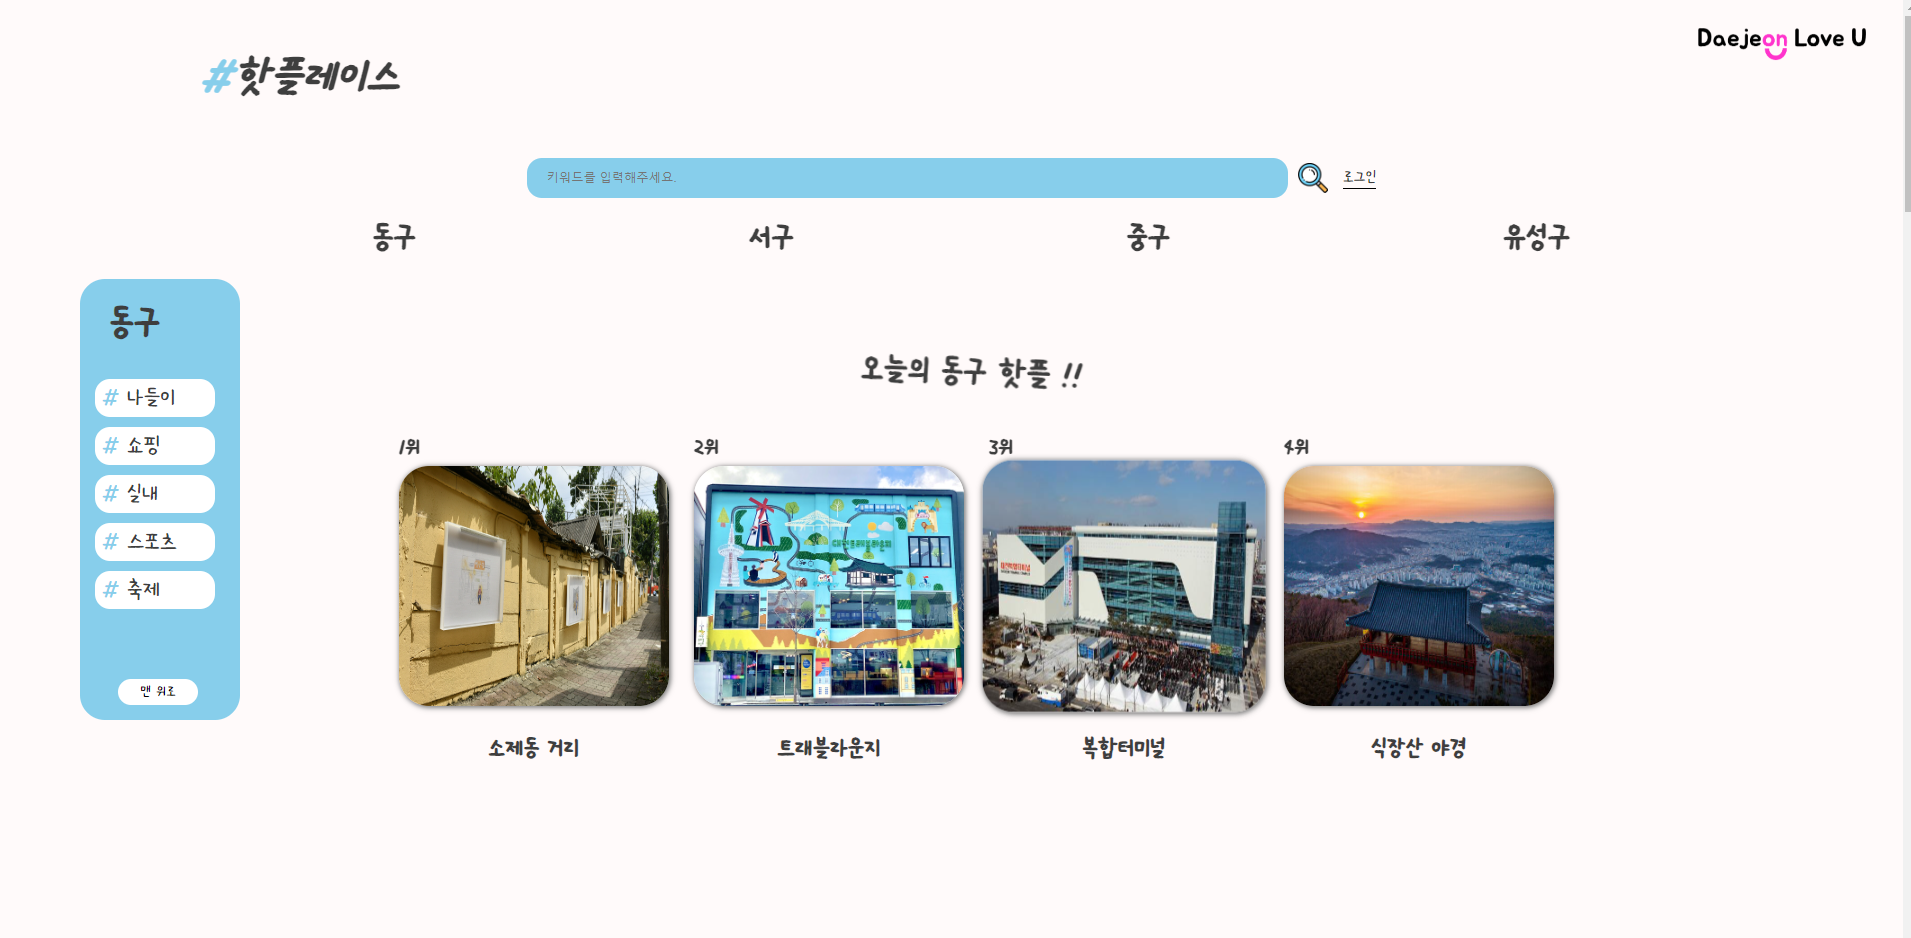 #핫플레이스
Daejeon Love U
키워드를 입력해주세요.
로그인
동구
서구
중구
유성구
동구
# 나들이
# 쇼핑
# 실내
# 스포츠
# 축제
맨 위로
오늘의 동구 핫플 !!
1위
2위
3위
4위
소제동 거리
트래블라운지
복합터미널
식장산 야경